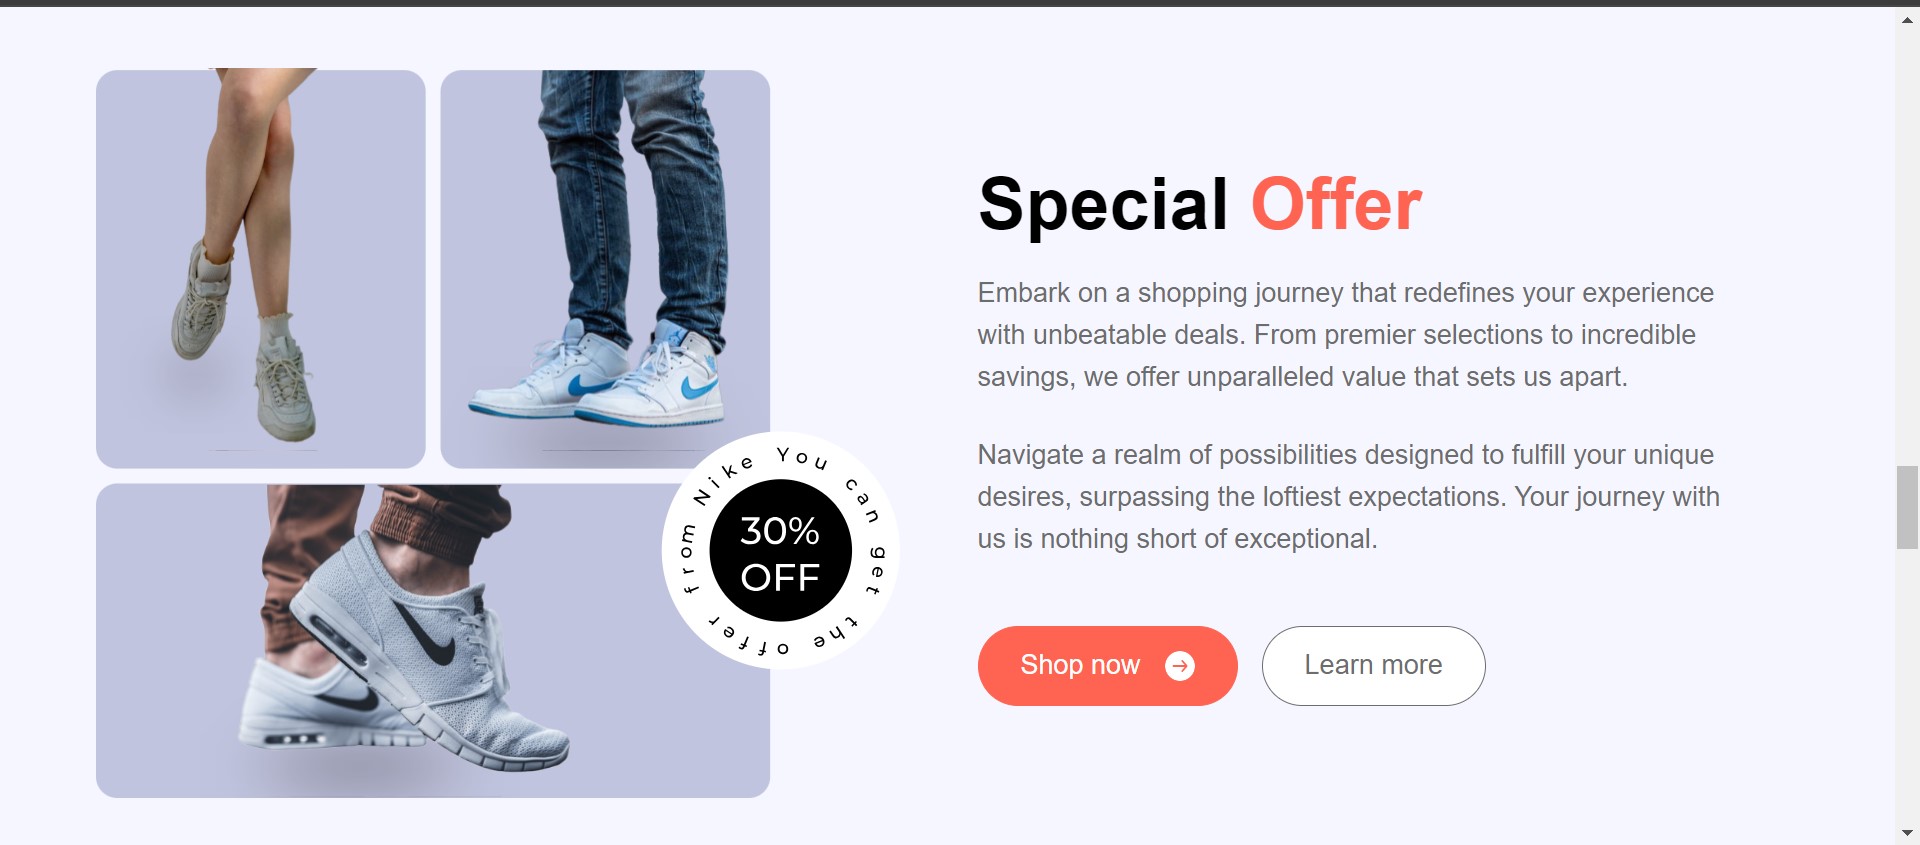 You can get the offer from Nike
30%
OFF
Special Offer
Embark on a shopping journey that redefines your experience
with unbeatable deals. From premier selections to incredible
savings, we offer unparalleled value that sets us apart.
Navigate a realm of possibilities designed to fulfill your unique
desires, surpassing the loftiest expectations. Your journey with
us is nothing short of exceptional.
Shop now
Learn more